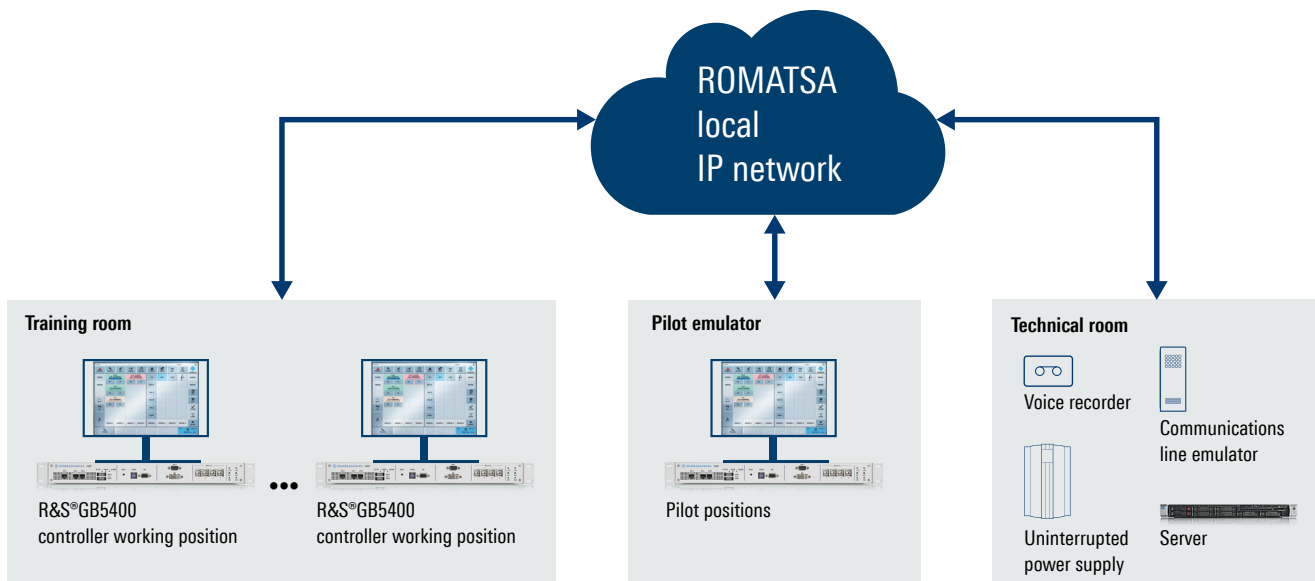 ROMATSA
local
IP network
Training room
R&S®GB5400
controller working position
R&S®GB5400
controller working position
Pilot emulator
Pilot positions
Technical room
Voice recorder
Communications
line emulator
Uninterrupted
power supply
Server